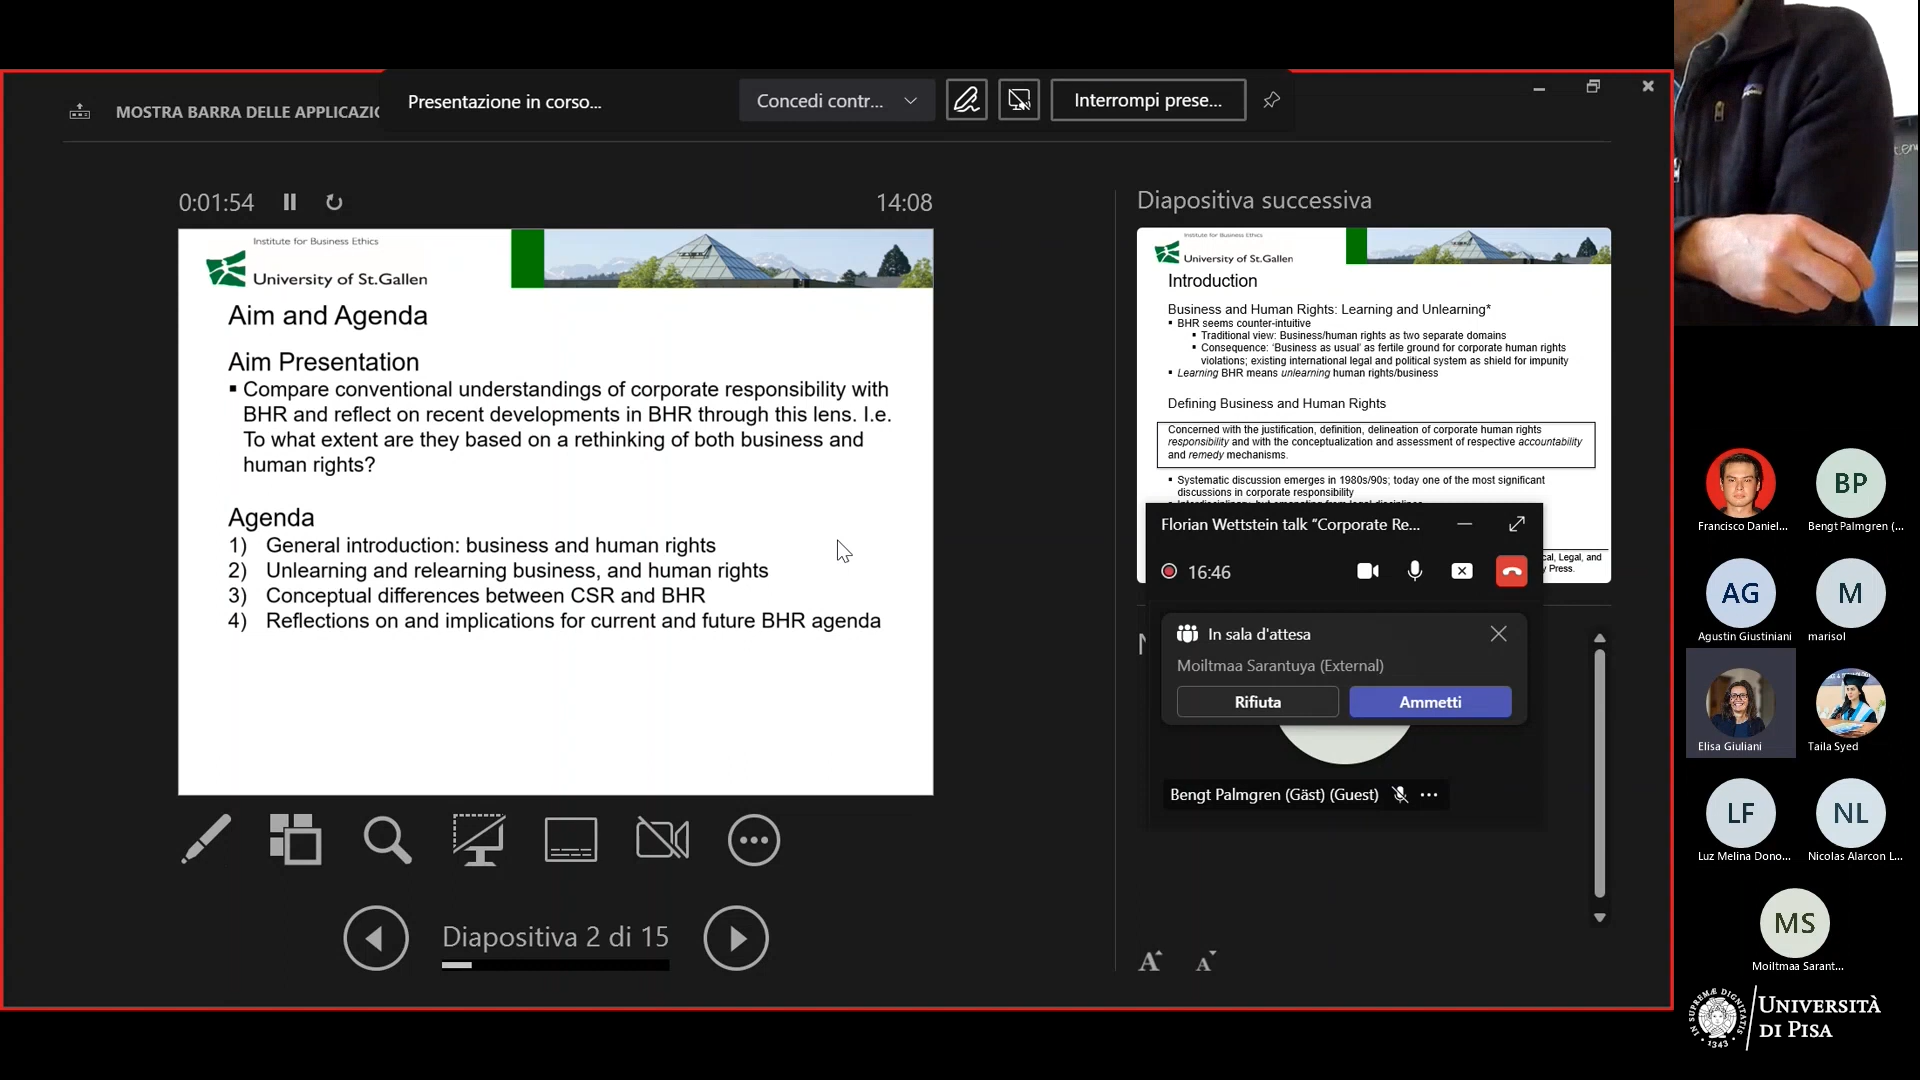 MOSTRA BARRA DELLE APPLICAZIO
Presentazione in corso...
Concedi contr...
Interrompi prese...
0:01:54
14:08
Institute for Business Ethics
University of St.Gallen
Aim and Agenda
Aim Presentation
▪ Compare conventional understandings of corporate responsibility with
BHR and reflect on recent developments in BHR through this lens. I.e.
To what extent are they based on a rethinking of both business and
human rights?
Agenda
1) General introduction: business and human rights
2) Unlearning and relearning business, and human rights
3) Conceptual differences between CSR and BHR
4) Reflections on and implications for current and future BHR agenda
Diapositiva 2 di 15
Diapositiva successiva
Institute for Business Ethics
University of St.Gallen
Introduction
Business and Human Rights: Learning and Unlearning*
▪ BHR seems counter-intuitive
▪ Traditional view: Business/human rights as two separate domains
▪ Consequence: 'Business as usual' as fertile ground for corporate human rights
violations; existing international legal and political system as shield for impunity
▪ Learning BHR means unlearning human rights/business
Defining Business and Human Rights
Concerned with the justification, definition, delineation of corporate human rights
responsibility and with the conceptualization and assessment of respective accountability
and remedy mechanisms.
▪ Systematic discussion emerges in 1980s/90s; today one of the most significant
discussions in corporate responsibility
cal, Legal, and
y Press.
Florian Wettstein talk “Corporate Re...
16:46
In sala d'attesa
Moiltmaa Sarantuya (External)
Rifiuta
Ammetti
Bengt Palmgren (Gäst) (Guest)
A A
Francisco Daniel...
BP
Bengt Palmgren (...
AG
Agustin Giustiniani
M
marisol
Elisa Giuliani
Taila Syed
LF
Luz Melina Dono...
NL
Nicolas Alarcon L...
MS
Moiltmaa Sarant...
IN SUPREMÆ DIGNITATIS
1343
UNIVERSITÀ
DI PISA